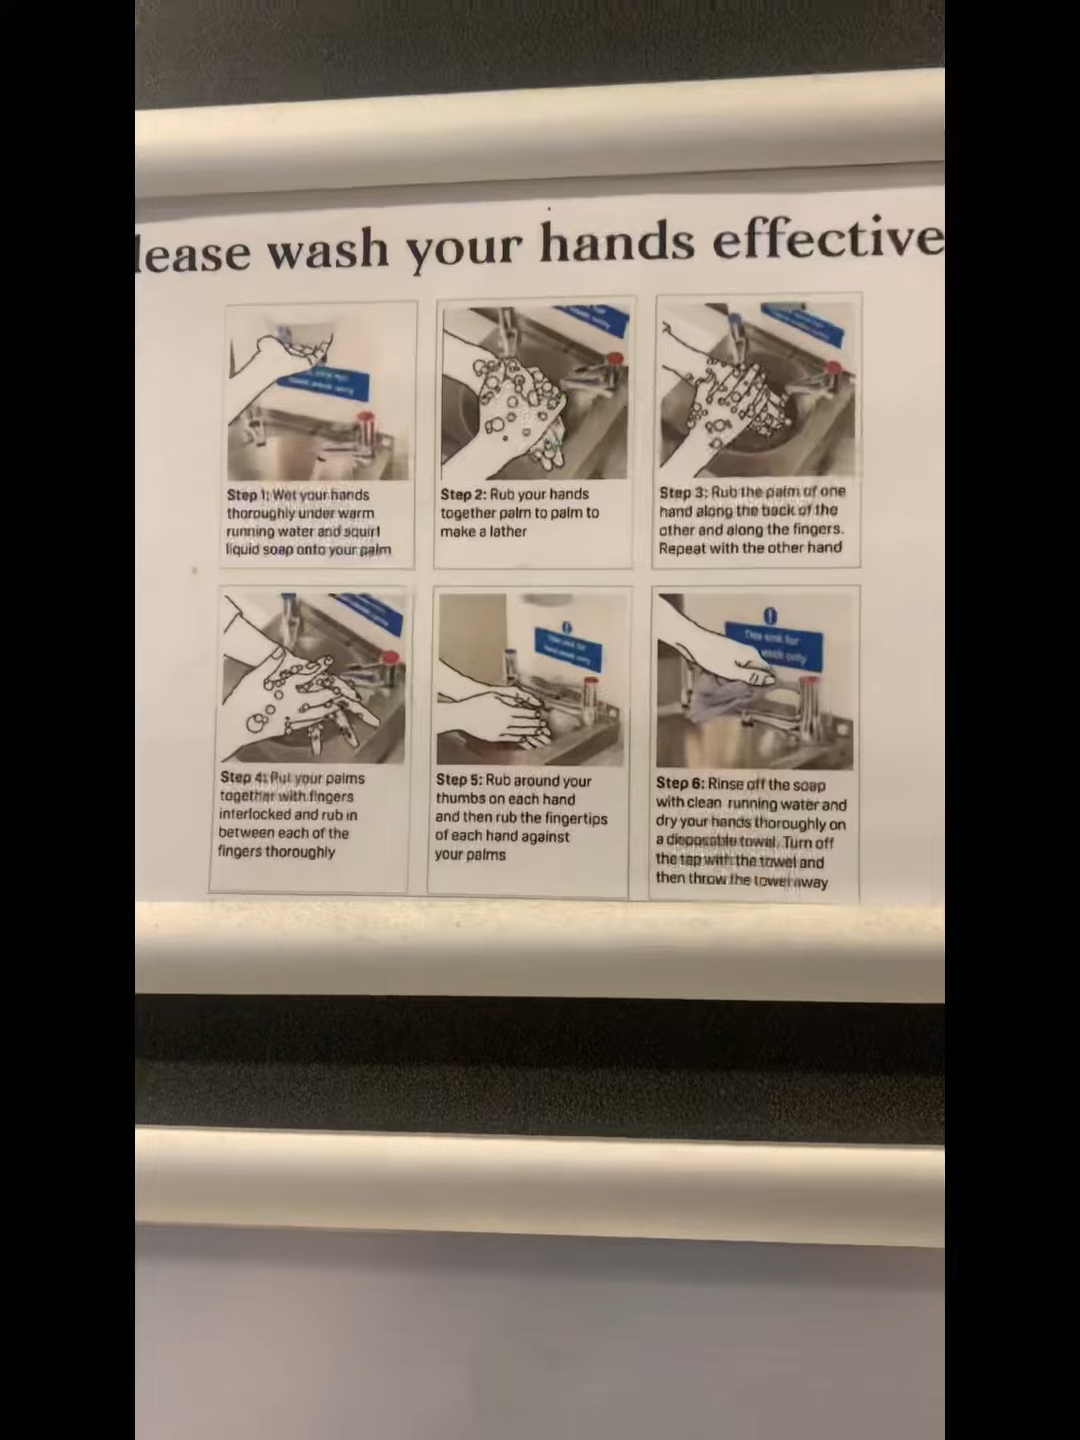 lease wash your hands effective
Step 1: Wet your hands
thoroughly under warm
running water and squirt
liquid soap onto your palm
Step 2: Rub your hands
together palm to palm to
make a lather
Step 3: Rub the palm of one
hand along the back of the
other and along the fingers.
Repeat with the other hand
Step 4: Put your palms
together with fingers
interlocked and rub in
between each of the
fingers thoroughly
Step 5: Rub around your
thumbs on each hand
and then rub the fingertips
of each hand against
your palms
This sink for
wash only
Step 6: Rinse off the soap
with clean running water and
dry your hands thoroughly on
a disposable towel. Turn off
the tap with the towel and
then throw the towel away